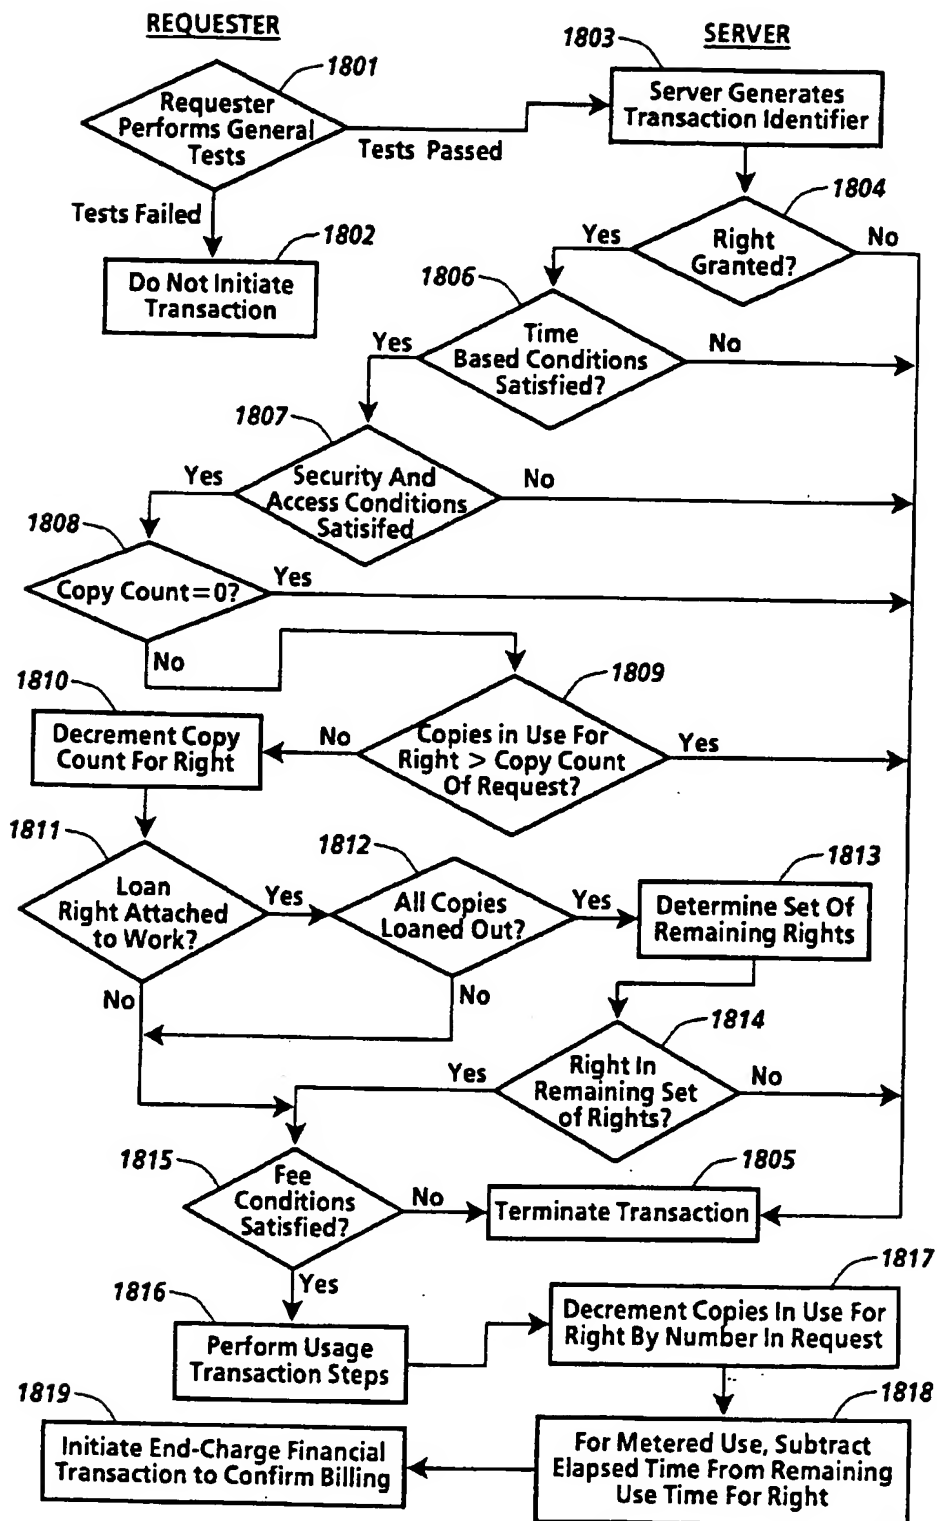 REQUESTER
SERVER
1801
Requester
Performs General
Tests
Tests Passed
1803
Server Generates
Transaction Identifier
Tests Failed
1802
Do Not Initiate
Transaction
1804
Right
Granted?
Yes
No
1806
Time
Based Conditions
Satisfied?
Yes
No
1807
Security And
Access Conditions
Satisifed
Yes
No
1808
Copy Count=0?
Yes
No
1809
Copies in Use For
Right > Copy Count
Of Request?
No
Yes
1810
Decrement Copy
Count For Right
1811
Loan
Right Attached
to Work?
Yes
No
1812
All Copies
Loaned Out?
Yes
No
1813
Determine Set Of
Remaining Rights
1814
Right In
Remaining Set
of Rights?
Yes
No
1815
Fee
Conditions
Satisfied?
No
Yes
1805
Terminate Transaction
1816
Perform Usage
Transaction Steps
1817
Decrement Copies In Use For
Right By Number In Request
1818
For Metered Use, Subtract
Elapsed Time From Remaining
Use Time For Right
1819
Initiate End-Charge Financial
Transaction to Confirm Billing